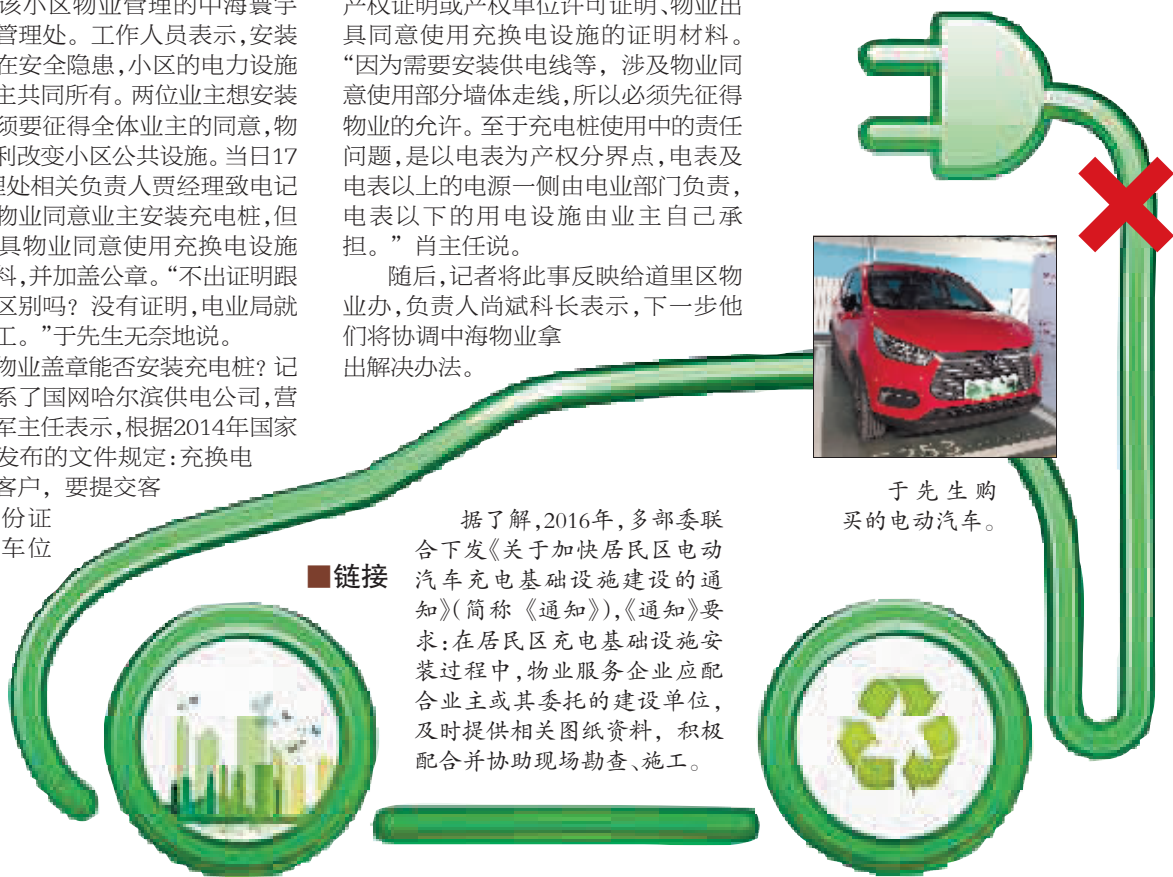 该小区物业管理的中海寰宇
管理处。工作人员表示,安装
在安全隐患,小区的电力设施
主共同所有。两位业主想安装
须要征得全体业主的同意,物
利改变小区公共设施。当日17
理处相关负责人贾经理致电记
物业同意业主安装充电桩,但
具物业同意使用充换电设施
料,并加盖公章。“不出证明跟
区别吗？没有证明,电业局就
工。”于先生无奈地说。
物业盖章能否安装充电桩？记
系了国网哈尔滨供电公司,营
军主任表示,根据2014年国家
发布的文件规定:充换电
客户，要提交客
份证
车位
产权证明或产权单位许可证明、物业出
具同意使用充换电设施的证明材料。
“因为需要安装供电线等，涉及物业同
意使用部分墙体走线,所以必须先征得
物业的允许。至于充电桩使用中的责任
问题,是以电表为产权分界点,电表及
电表以上的电源一侧由电业部门负责,
电表以下的用电设施由业主自己承
担。”肖主任说。
随后,记者将此事反映给道里区物
业办,负责人尚斌科长表示,下一步他
们将协调中海物业拿
出解决办法。
于先生购
买的电动汽车。
■链接
据了解,2016年,多部委联
合下发《关于加快居民区电动
汽车充电基础设施建设的通
知》(简称《通知》),《通知》要
求:在居民区充电基础设施安
装过程中,物业服务企业应配
合业主或其委托的建设单位,
及时提供相关图纸资料，积极
配合并协助现场勘查、施工。